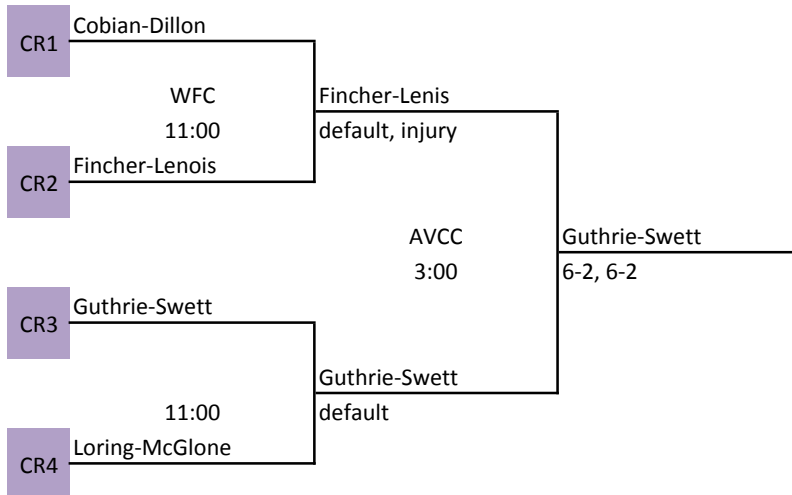 CR1
Cobian-Dillon
WFC
11:00
Fincher-Lenis
default, injury
CR2
Fincher-Lenois
AVCC
3:00
Guthrie-Swett
6-2, 6-2
CR3
Guthrie-Swett
11:00
Guthrie-Swett
default
CR4
Loring-McGlone